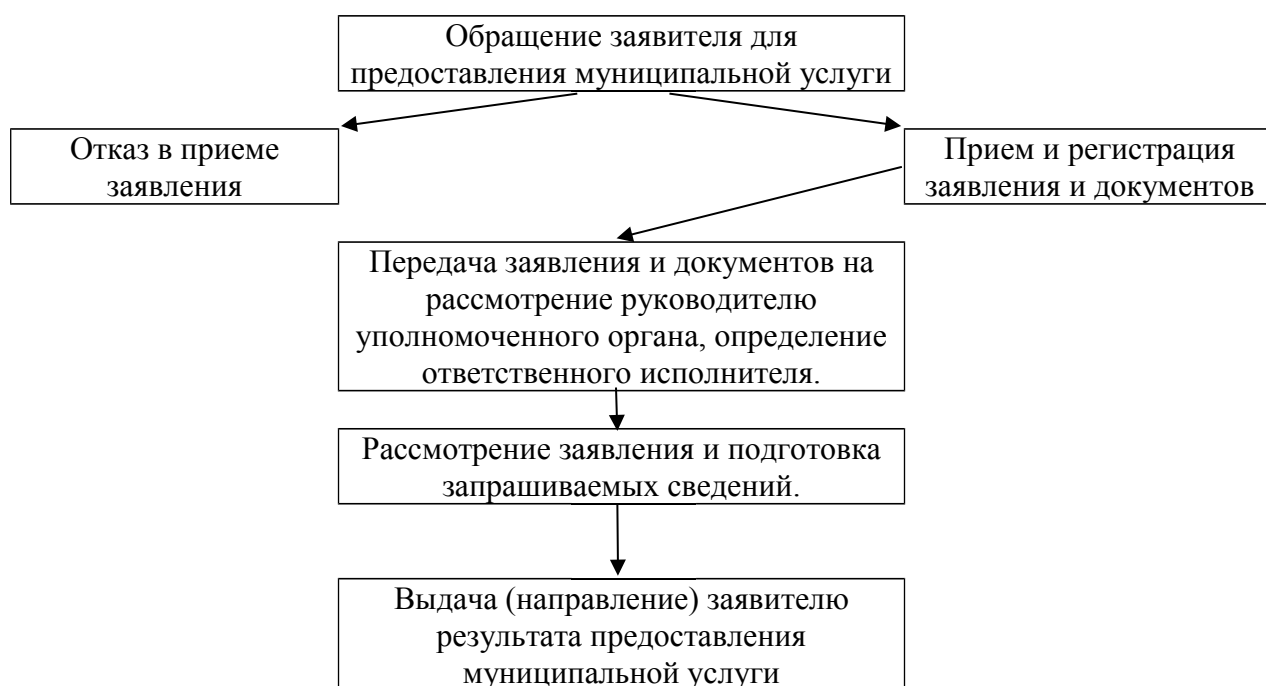 Обращение заявителя для
предоставления муниципальной услуги
Отказ в приеме
заявления
Прием и регистрация
заявления и документов
Передача заявления и документов на
рассмотрение руководителю
уполномоченного органа, определение
ответственного исполнителя.
Рассмотрение заявления и подготовка
запрашиваемых сведений.
Выдача (направление) заявителю
результата предоставления
муниципальной услуги